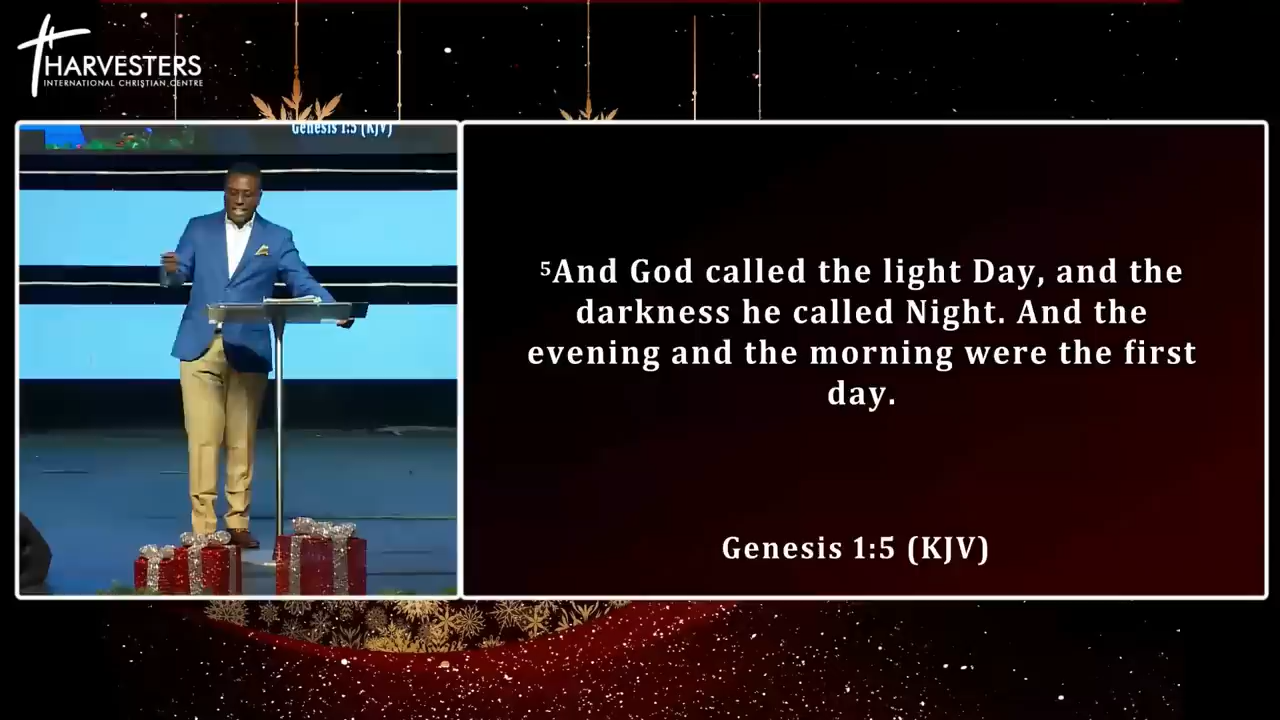 HARVESTERS
INTERNATIONAL CHRISTIAN CENTRE
Genesis 1:5 (KJV)
⁵And God called the light Day, and the
darkness he called Night. And the
evening and the morning were the first
day.
Genesis 1:5 (KJV)